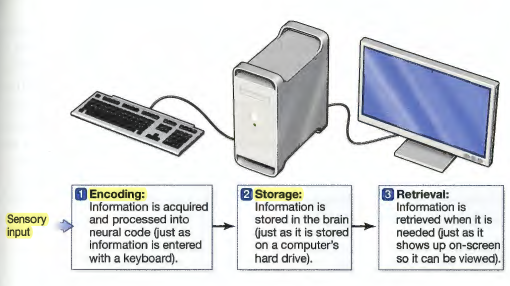 Sensory
input
1 Encoding:
Information is acquired
and processed into
neural code (just as
information is entered
with a keyboard).
2 Storage:
Information is
stored in the brain
(just as it is stored
on a computer's
hard drive).
3 Retrieval:
Information is
retrieved when it is
needed (just as it
shows up on-screen
so it can be viewed).